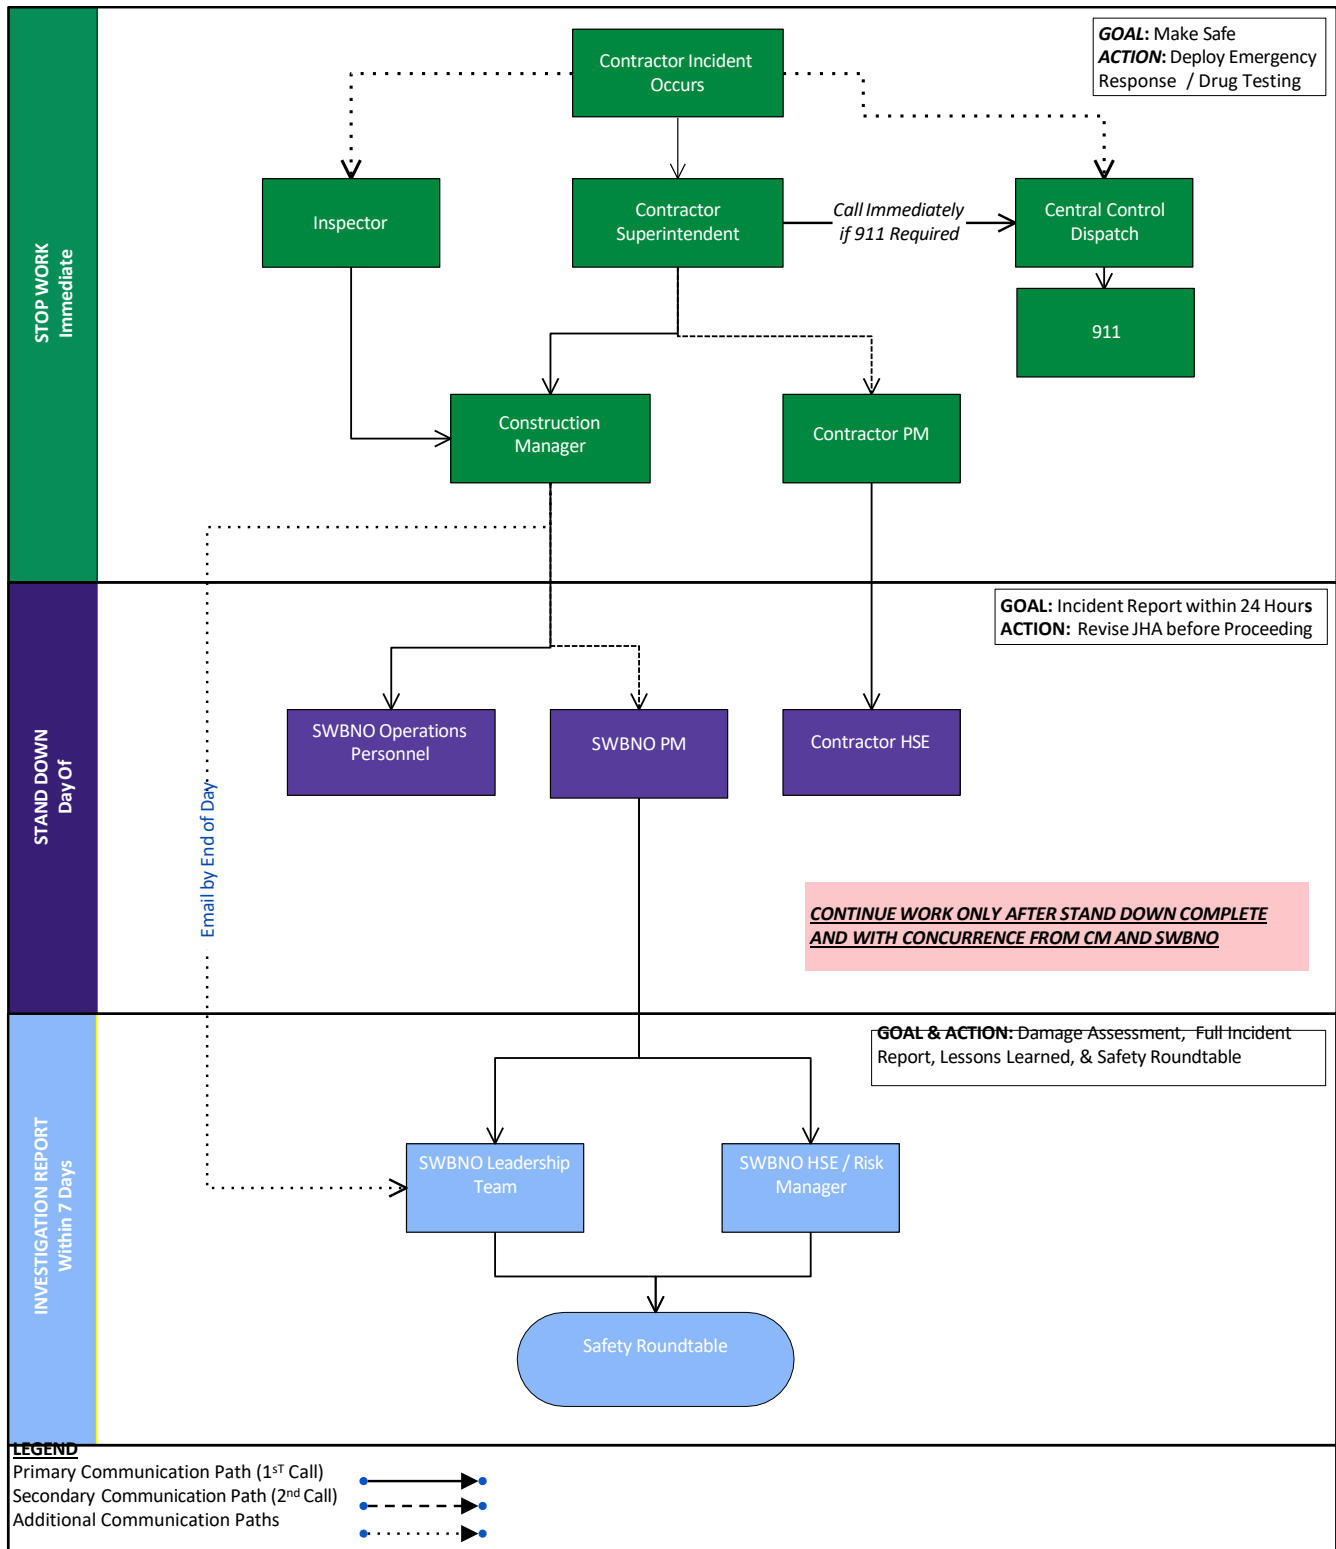 GOAL: Make Safe
ACTION: Deploy Emergency
Response / Drug Testing
Contractor Incident
Occurs
Inspector
Contractor
Superintendent
Call Immediately
if 911 Required
Central Control
Dispatch
911
STOP WORK
Immediate
Construction
Manager
Contractor PM
GOAL: Incident Report within 24 Hours
ACTION: Revise JHA before Proceeding
SWBNO Operations
Personnel
SWBNO PM
Contractor HSE
STAND DOWN
Day Of
Email by End of Day
CONTINUE WORK ONLY AFTER STAND DOWN COMPLETE
AND WITH CONCURRENCE FROM CM AND SWBNO
GOAL & ACTION: Damage Assessment, Full Incident
Report, Lessons Learned, & Safety Roundtable
INVESTIGATION REPORT
Within 7 Days
SWBNO Leadership
Team
SWBNO HSE / Risk
Manager
Safety Roundtable
LEGEND
Primary Communication Path (1ST Call)
Secondary Communication Path (2nd Call)
Additional Communication Paths